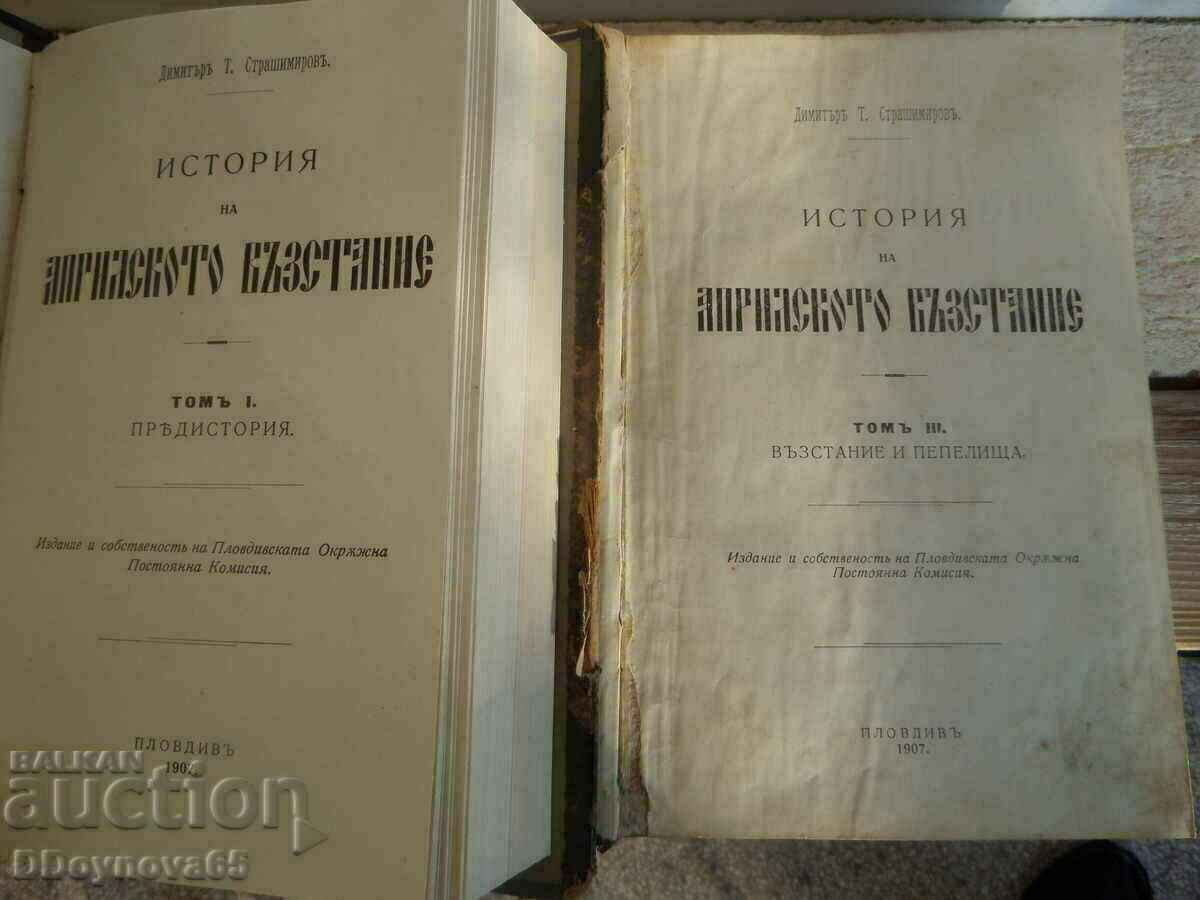 Димитъръ Т. Страшимировъ.
ИСТОРИЯ
НА
АПРИЛСКОТО ВЪЗСТАНИЕ
ТОМЪ I.
ПРѢДИСТОРИЯ.
Издание и собственость на Пловдивската Окрѫжна
Постоянна Комисия.
ПЛОВДИВЪ
1907.
Димитъръ Т. Страшимировъ.
ИСТОРИЯ
НА
АПРИЛСКОТО ВЪЗСТАНИЕ
ТОМЪ III.
ВЪЗСТАНИЕ И ПЕПЕЛИЩА.
Издание и собственость на Пловдивската Окрѫжна
Постоянна Комисия.
ПЛОВДИВЪ
1907.
BALKAN
auction
DDoynova65